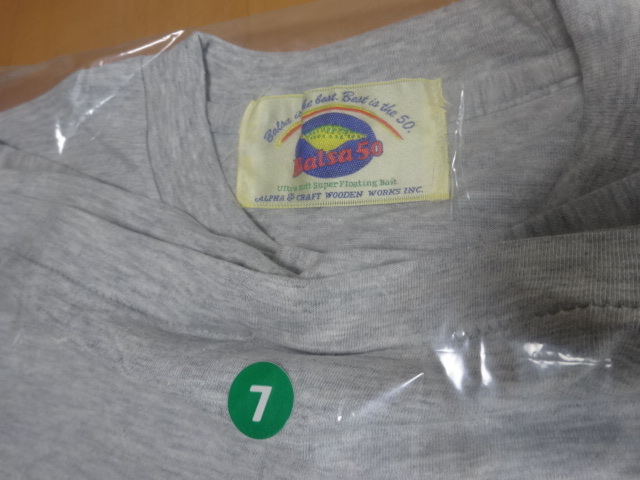 Balsa is the best. Best is the 50.
Balsa 50
Super Floating Bait
ALPHA & CRAFT WOODEN WORKS INC.
7